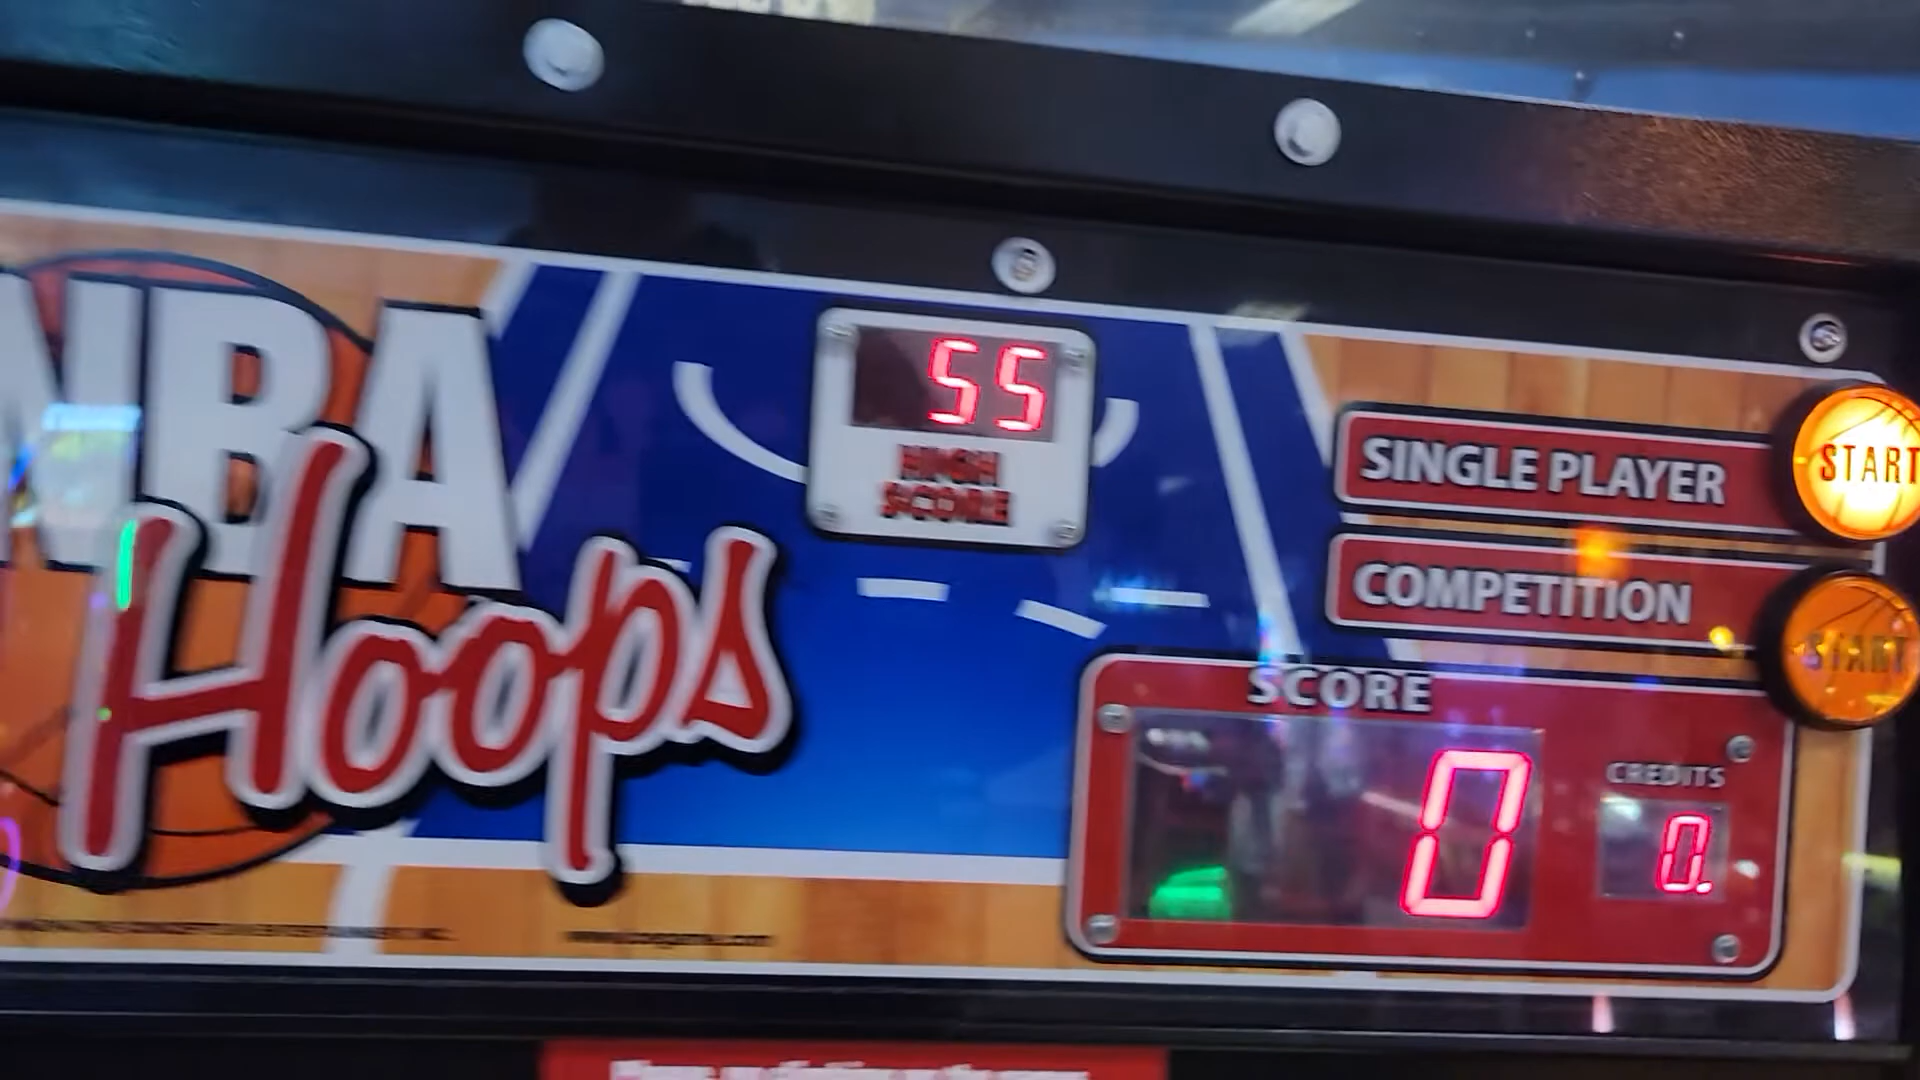 NBA
Hoops
55
HIGH
SCORE
SINGLE PLAYER
START
COMPETITION
START
SCORE
0
CREDITS
0.